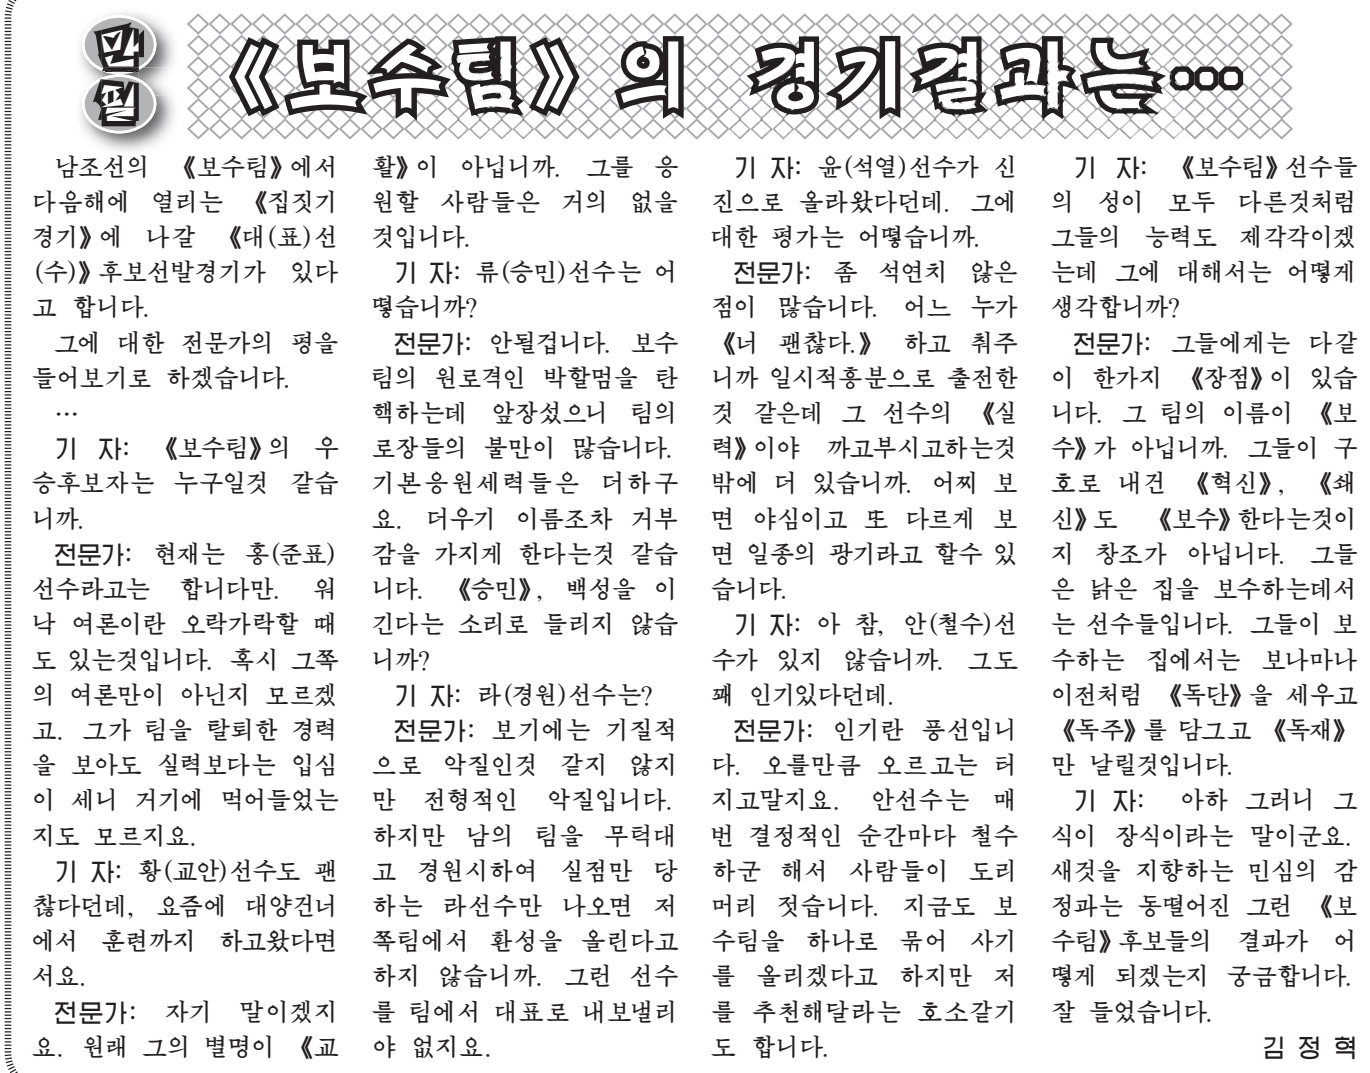 만필
《보수팀》의 경기결과는…
남조선의 《보수팀》에서
다음해에 열리는 《집짓기
경기》에 나갈 《대(표)선
(수)》후보선발경기가 있다
고 합니다.
그에 대한 전문가의 평을
들어보기로 하겠습니다.
…
기 자: 《보수팀》의 우
승후보자는 누구일것 같습
니까.
전문가: 현재는 홍(준표)
선수라고는 합니다만. 워
낙 여론이란 오락가락할 때
도 있는것입니다. 혹시 그쪽
의 여론만이 아닌지 모르겠
고. 그가 팀을 탈퇴한 경력
을 보아도 실력보다는 입심
이 세니 거기에 먹어들었는
지도 모르지요.
기 자: 황(교안)선수도 괜
찮다던데, 요즘에 대양건너
에서 훈련까지 하고왔다면
서요.
전문가: 자기 말이겠지
요. 원래 그의 별명이 《교
활》이 아닙니까. 그를 응
원할 사람들은 거의 없을
것입니다.
기 자: 류(승민)선수는 어
떻습니까?
전문가: 안될겁니다. 보수
팀의 원로격인 박할멈을 탄
핵하는데 앞장섰으니 팀의
로장들의 불만이 많습니다.
기본응원세력들은 더하구
요. 더우기 이름조차 거부
감을 가지게 한다는것 같습
니다. 《승민》, 백성을 이
긴다는 소리로 들리지 않습
니까?
기 자: 라(경원)선수는?
전문가: 보기에는 기질적
으로 악질인것 같지 않지
만 전형적인 악질입니다.
하지만 남의 팀을 무턱대
고 경원시하여 실점만 당
하는 라선수만 나오면 저
쪽팀에서 환성을 올린다고
하지 않습니까. 그런 선수
를 팀에서 대표로 내보낼리
야 없지요.
기 자: 윤(석열)선수가 신
진으로 올라왔다던데. 그에
대한 평가는 어떻습니까.
전문가: 좀 석연치 않은
점이 많습니다. 어느 누가
《너 괜찮다.》 하고 춰주
니까 일시적흥분으로 출전한
것 같은데 그 선수의 《실
력》이야 까고부시고하는것
밖에 더 있습니까. 어찌 보
면 야심이고 또 다르게 보
면 일종의 광기라고 할수 있
습니다.
기 자: 아 참, 안(철수)선
수가 있지 않습니까. 그도
꽤 인기있다던데.
전문가: 인기란 풍선입니
다. 오를만큼 오르고는 터
지고말지요. 안선수는 매
번 결정적인 순간마다 철수
하군 해서 사람들이 도리
머리 젓습니다. 지금도 보
수팀을 하나로 묶어 사기
를 올리겠다고 하지만 저
를 추천해달라는 호소같기
도 합니다.
기 자: 《보수팀》선수들
의 성이 모두 다른것처럼
그들의 능력도 제각각이겠
는데 그에 대해서는 어떻게
생각합니까?
전문가: 그들에게는 다같
이 한가지 《장점》이 있습
니다. 그 팀의 이름이 《보
수》가 아닙니까. 그들이 구
호로 내건 《혁신》, 《쇄
신》도 《보수》한다는것이
지 창조가 아닙니다. 그들
은 낡은 집을 보수하는데서
는 선수들입니다. 그들이 보
수하는 집에서는 보나마나
이전처럼 《독단》을 세우고
《독주》를 담그고 《독재》
만 날릴것입니다.
기 자: 아하 그러니 그
식이 장식이라는 말이군요.
새것을 지향하는 민심의 감
정과는 동떨어진 그런 《보
수팀》후보들의 결과가 어
떻게 되겠는지 궁금합니다.
잘 들었습니다.
김 정 혁